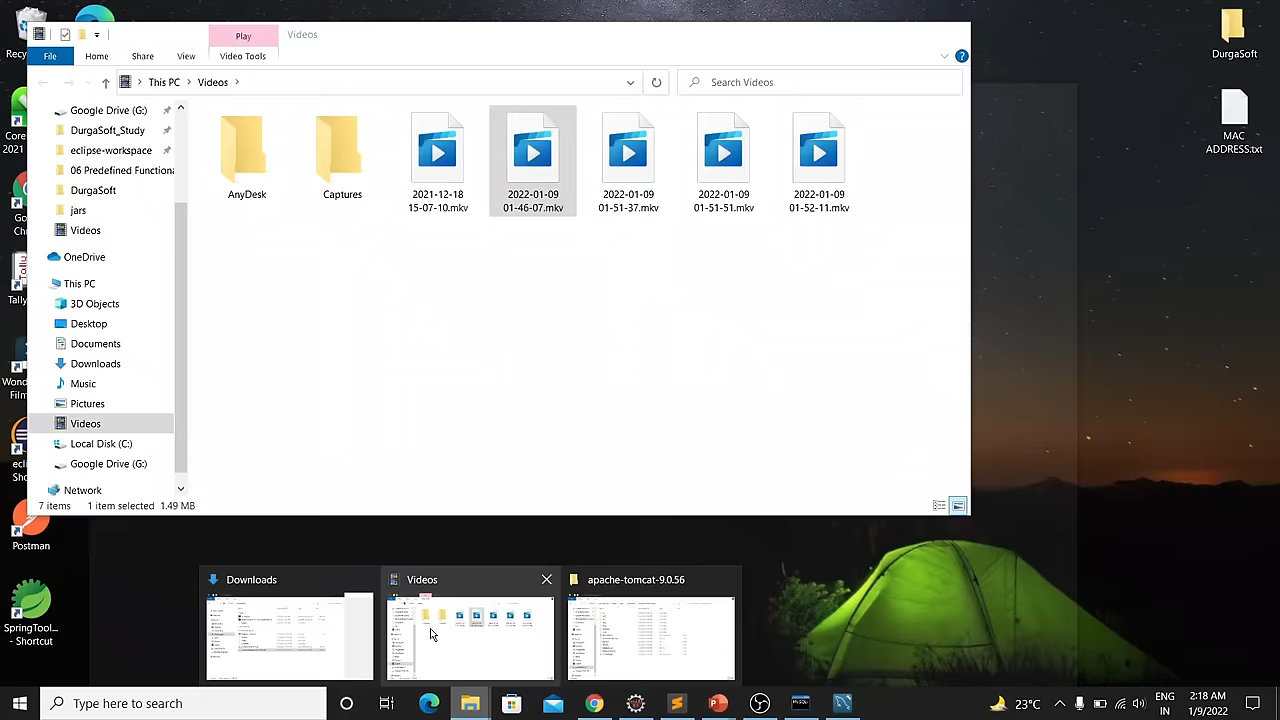 Play
Videos
File
Home
Share
View
Video Tools
This PC
Videos
Search Videos
Google Drive (G:)
DurgaSoft_Study
eclipse-workspace
06 Predefined Functiona
DurgaSoft
jars
Videos
OneDrive
This PC
3D Objects
Desktop
Documents
Downloads
Music
Pictures
Videos
Local Disk (C:)
Google Drive (G:)
Network
AnyDesk
Captures
2021-12-18
15-07-10.mkv
2022-01-09
01-46-07.mkv
2022-01-09
01-51-37.mkv
2022-01-09
01-51-51.mkv
2022-01-09
01-52-11.mkv
7 items
1 item selected
1.49 MB
Recy
Core
2021
Go
Chr
Tally
Wond
Film
ecli
Sho
Postman
SpringToolS...
- Shortcut
DurgaSoft
MAC
ADDRESS.txt
Downloads
Videos
apache-tomcat-9.0.56
Type here to search
23°C
ENG
IN
2:18 AM
1/9/2022